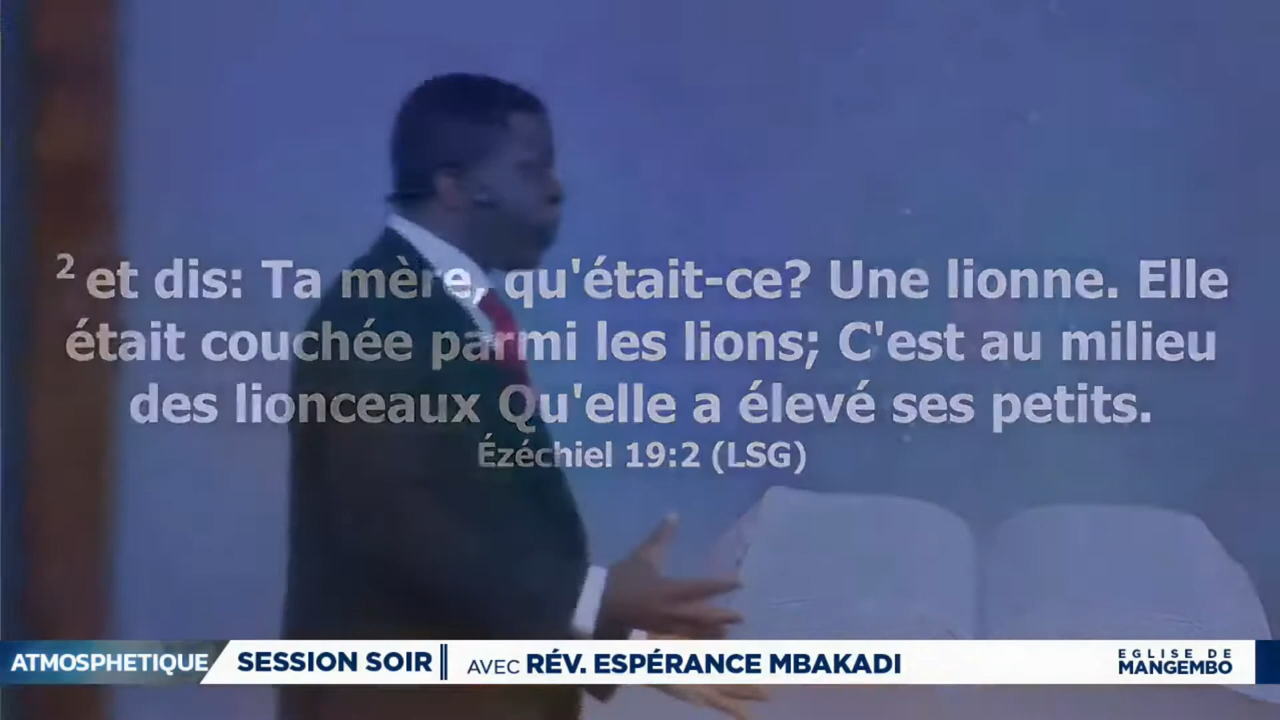 2 et dis: Ta mère, qu'était-ce? Une lionne. Elle
était couchée parmi les lions; C'est au milieu
des lionceaux Qu'elle a élevé ses petits.
Ézéchiel 19:2 (LSG)
ATMOSPHETIQUE SESSION SOIR AVEC RÉV. ESPÉRANCE MBAKADI
EGLISE DE
MANGEMBO